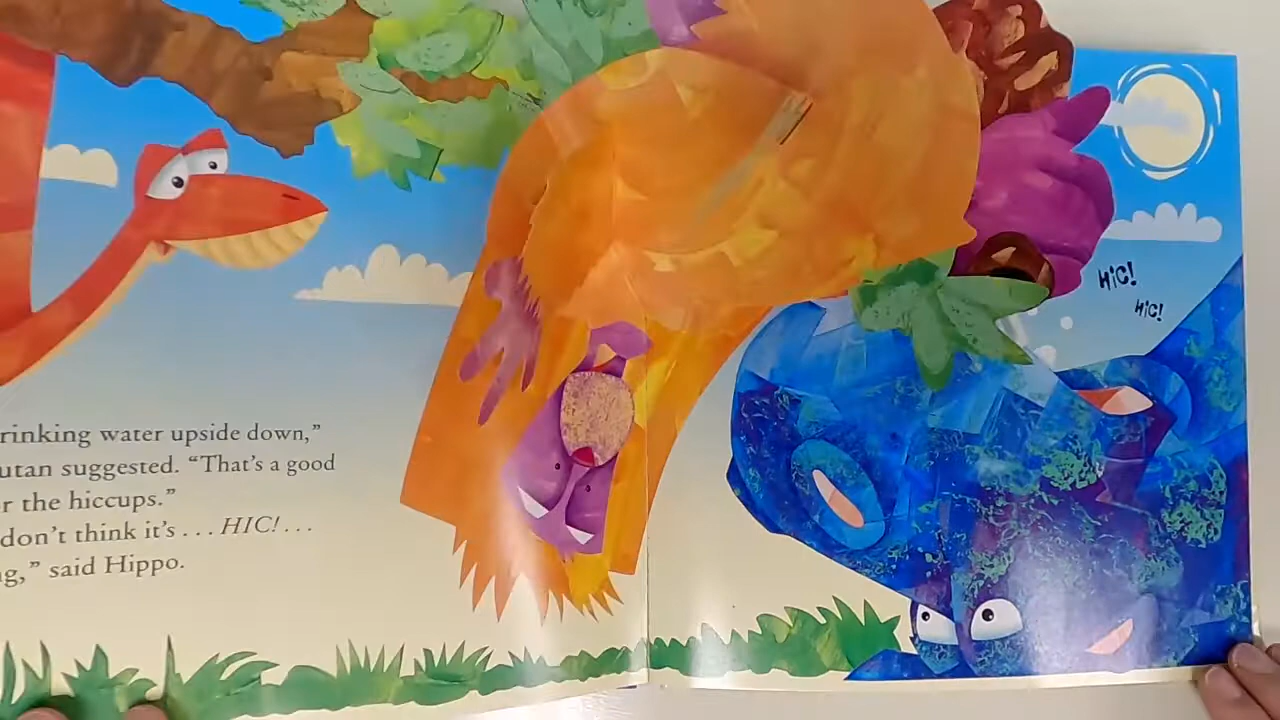 rinking water upside down,”
utan suggested. “That’s a good
r the hiccups.”
don’t think it’s . . . HIC! . . .
g,” said Hippo.
HiC!
HiC!